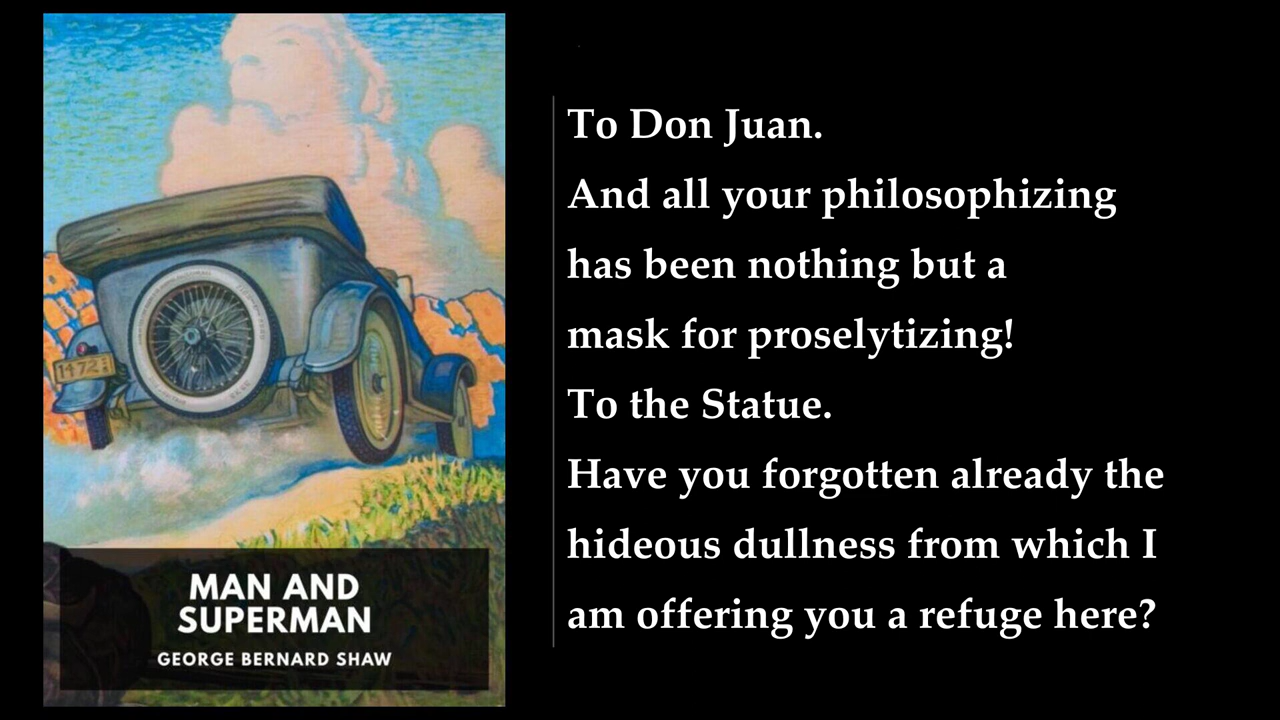 1472
MAN AND
SUPERMAN
GEORGE BERNARD SHAW
To Don Juan.
And all your philosophizing
has been nothing but a
mask for proselytizing!
To the Statue.
Have you forgotten already the
hideous dullness from which I
am offering you a refuge here?